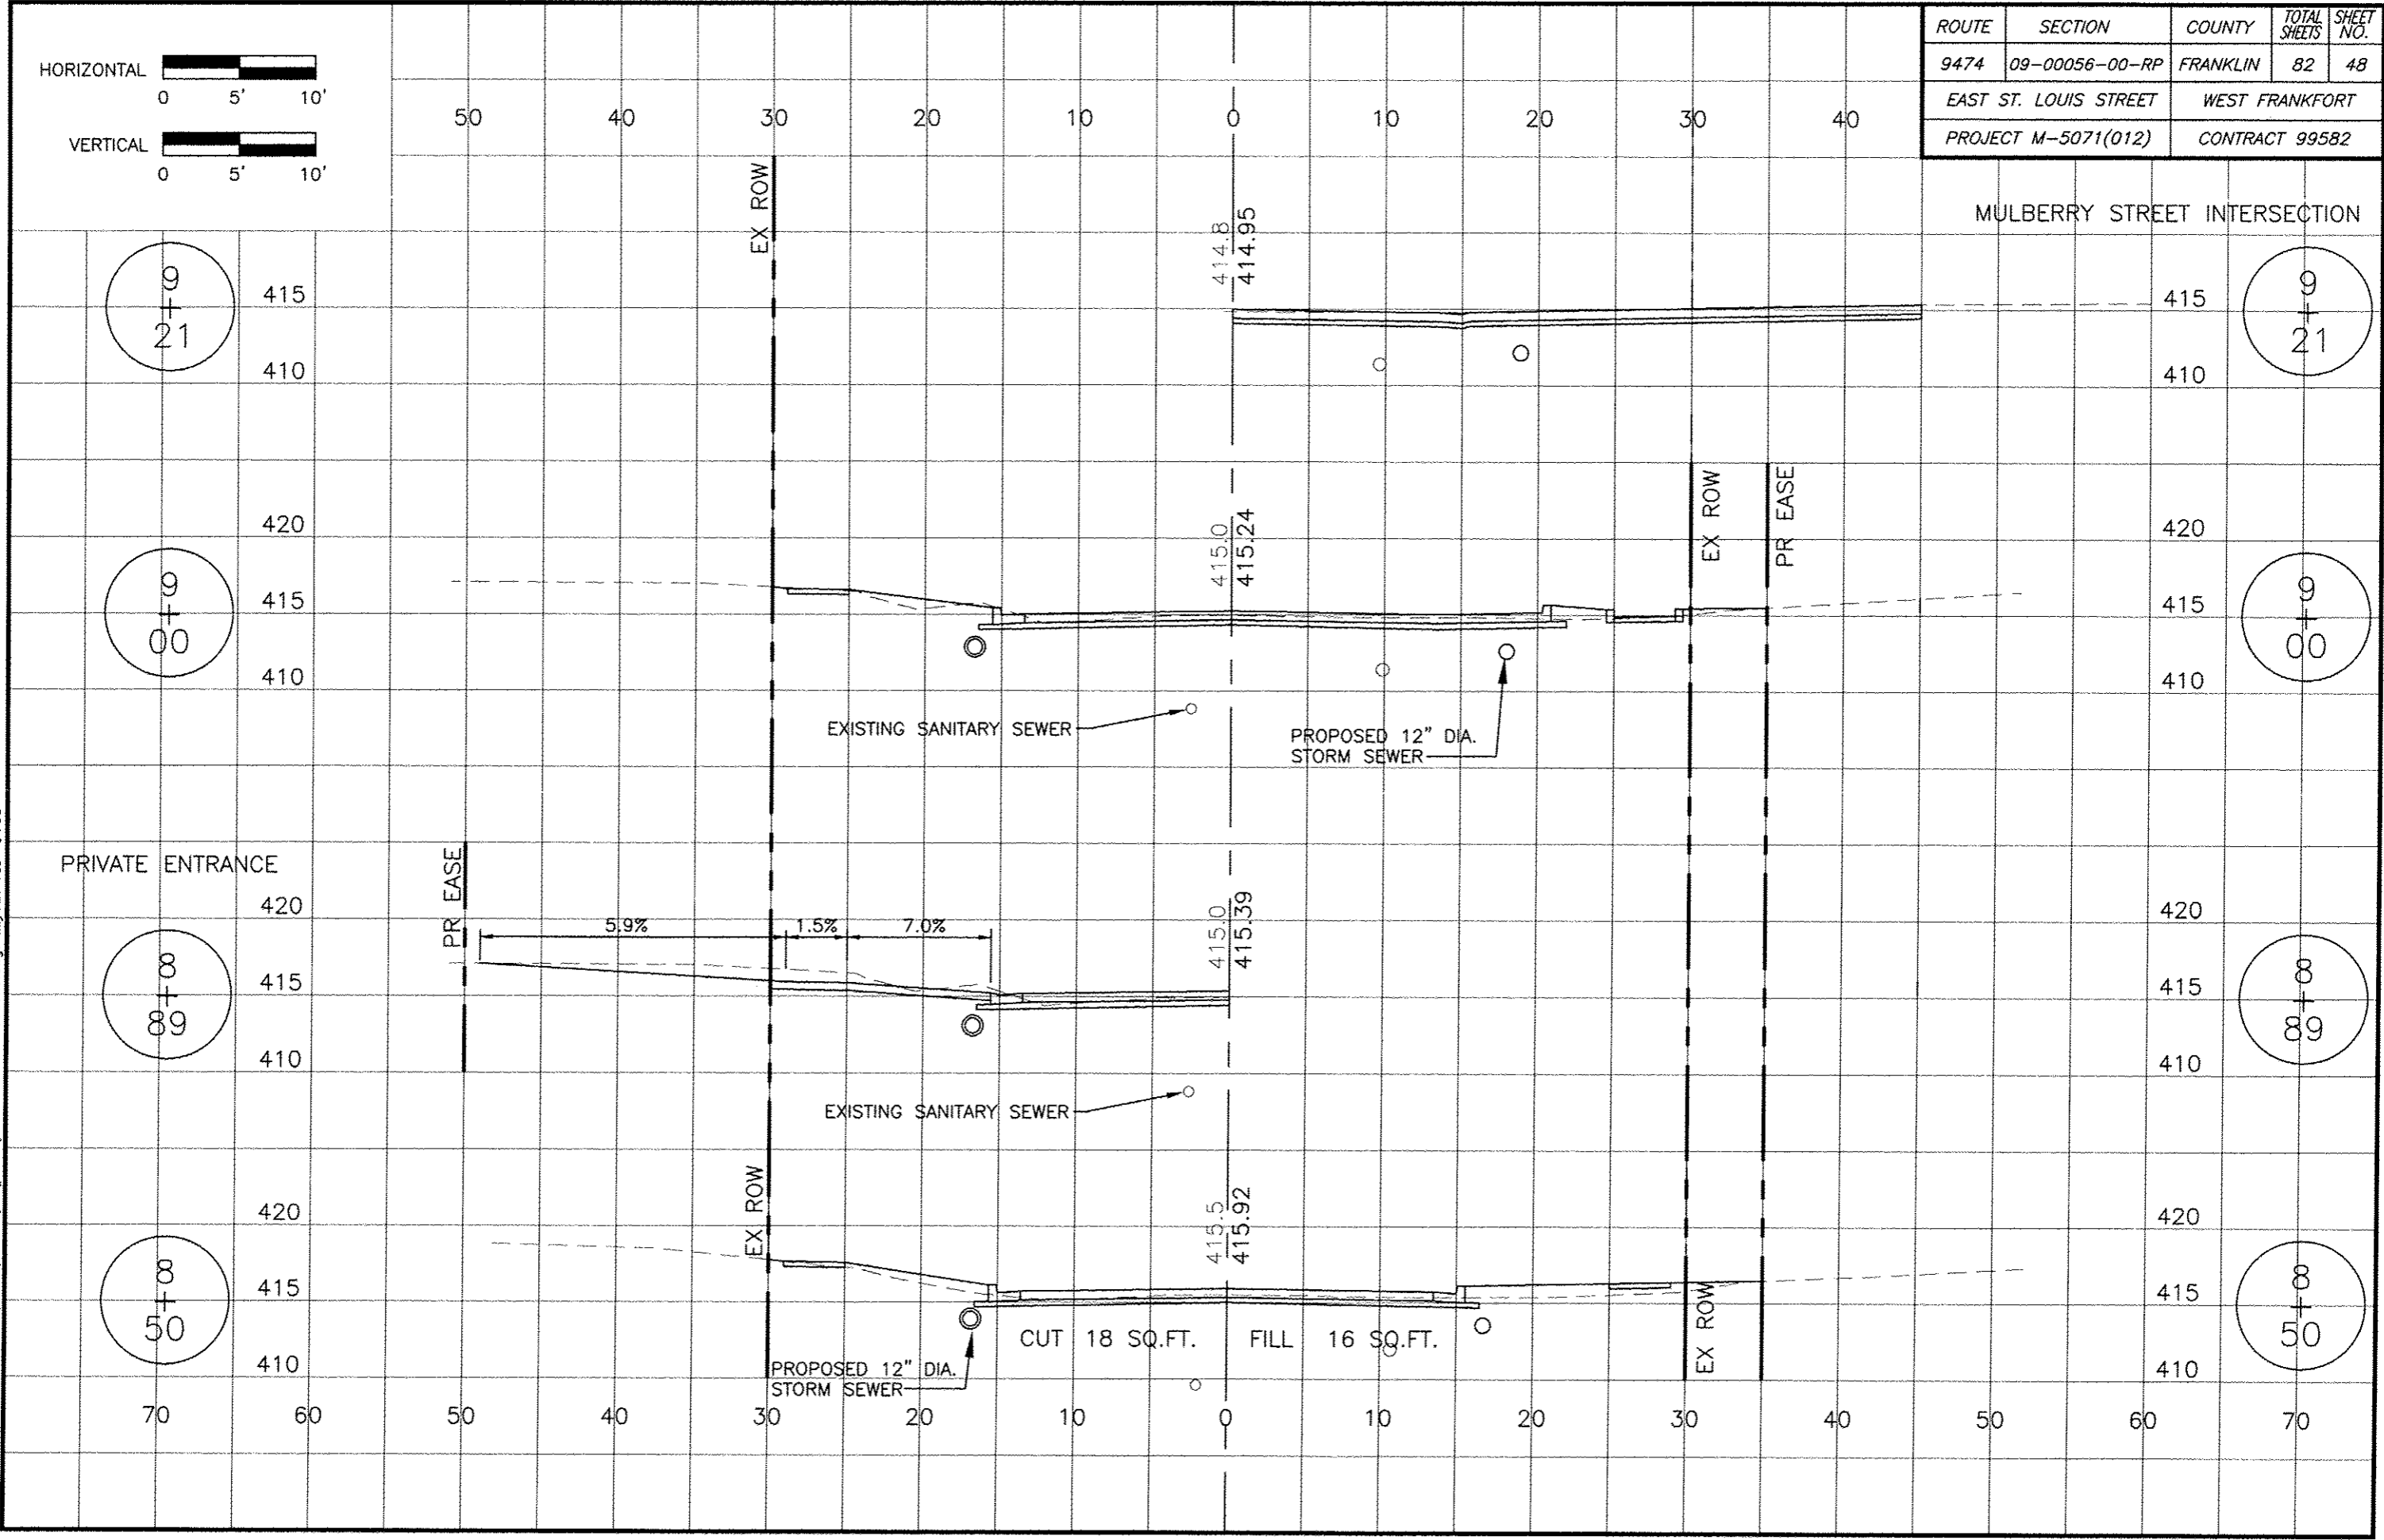 ROUTE SECTION COUNTY TOTAL SHEETS SHEET NO.
9474 09-00056-00-RP FRANKLIN 82 48
EAST ST. LOUIS STREET WEST FRANKFORT
PROJECT M-5071(012) CONTRACT 99582
HORIZONTAL
0 5' 10'
VERTICAL
0 5' 10'
50 40 30 20 10 0 10 20 30 40
MULBERRY STREET INTERSECTION
EX ROW
414.8
414.95
9+21 415 415 9+21
410 410
EX ROW
PR EASE
415.0
415.24
420 420
9+00 415 415 9+00
410 410
EXISTING SANITARY SEWER
PROPOSED 12" DIA.
STORM SEWER
PRIVATE ENTRANCE
PR EASE
415.0
415.39
420 420
5.9% 1.5% 7.0%
8+89 415 415 8+89
410 410
EXISTING SANITARY SEWER
EX ROW
415.5
415.92
420 420
8+50 415 415 8+50
EX ROW
CUT 18 SQ.FT. FILL 16 SQ.FT.
410 410
PROPOSED 12" DIA.
STORM SEWER
70 60 50 40 30 20 10 0 10 20 30 40 50 60 70